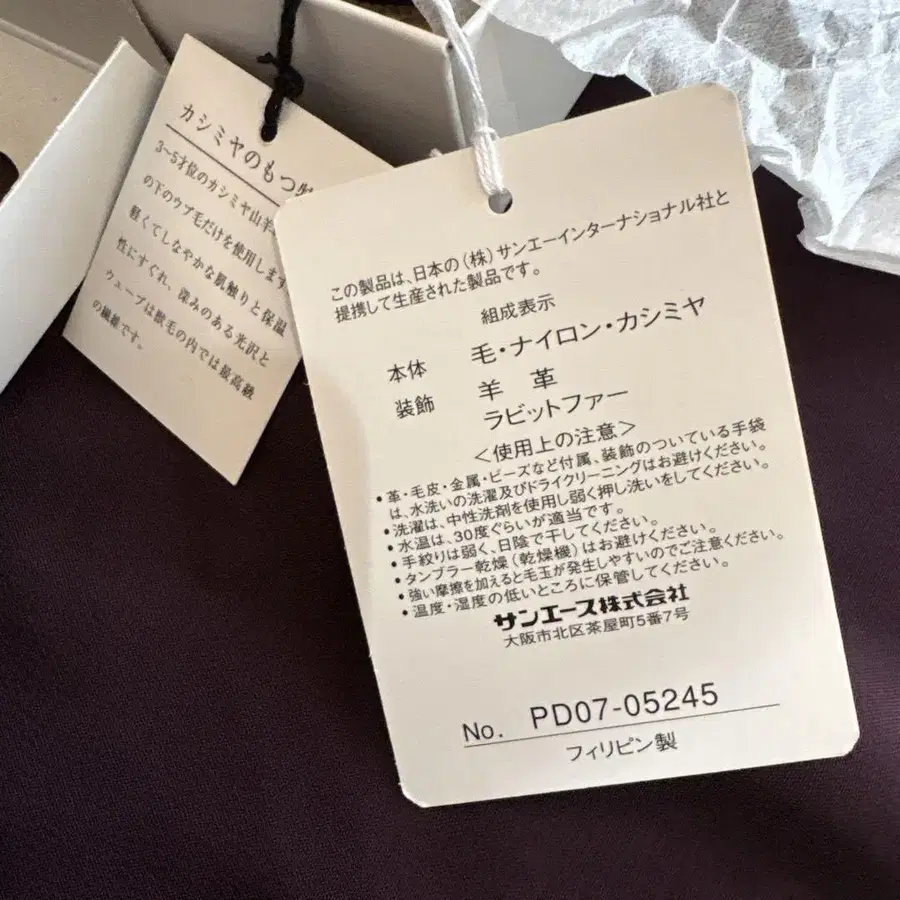 カシミヤのもつ
3~5才位のカシミヤ山羊
の下のウブ毛だけを使用します
軽くてしなやかな肌触りと保温
性にすぐれ、深みのある光沢と
ウェーブは獣毛の内では最高級
の繊維です。
この製品は、日本の(株)サンエーインターナショナル社と
提携して生産された製品です。
組成表示
本体 毛・ナイロン・カシミヤ
装飾 羊 革
ラビットファー
<使用上の注意>
・革・毛皮・金属・ビーズなど付属、装飾のついている手袋
は、水洗いの洗濯及びドライクリーニングはお避けください。
・洗濯は、中性洗剤を使用し弱く押し洗いをしてください。
・水温は、30度ぐらいが適当です。
・手絞りは弱く、日陰で干してください。
・タンブラー乾燥(乾燥機)はお避けください。
・強い摩擦を加えると毛玉が発生しやすいのでご注意ください。
・温度・湿度の低いところに保管してください。
サンエース株式会社
大阪市北区茶屋町5番7号
No. PD07-05245
フィリピン製